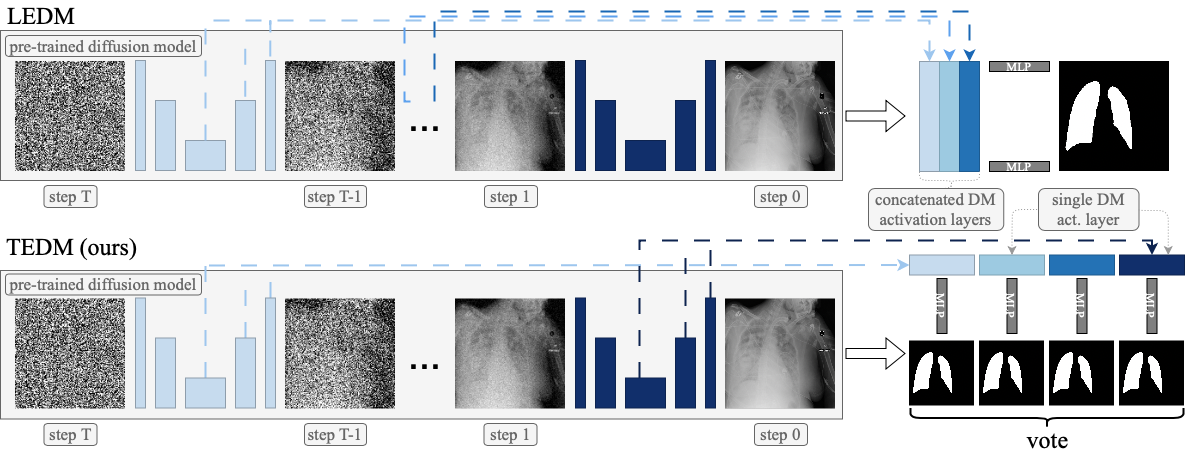 LEDM
pre-trained diffusion model
MLP
...
MLP
step T
step T-1
step 1
step 0
concatenated DM
activation layers
single DM
act. layer
TEDM (ours)
pre-trained diffusion model
MLP
MLP
MLP
MLP
...
step T
step T-1
step 1
step 0
vote